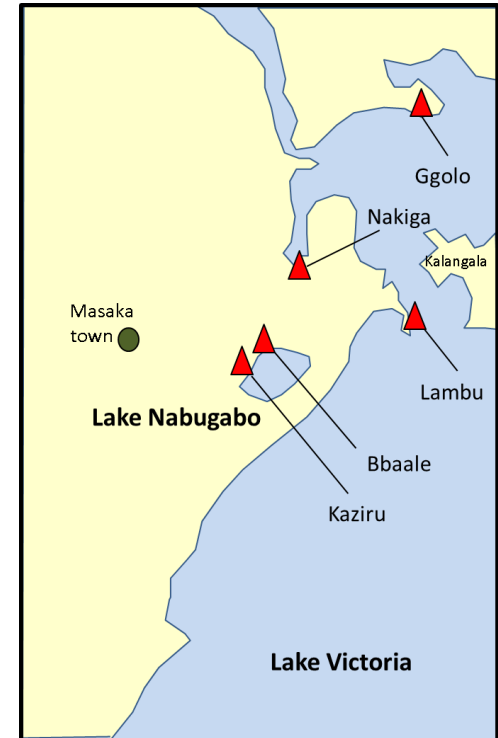 Ggolo
Nakiga
Kalangala
Masaka
town
Lambu
Lake Nabugabo
Bbaale
Kaziru
Lake Victoria